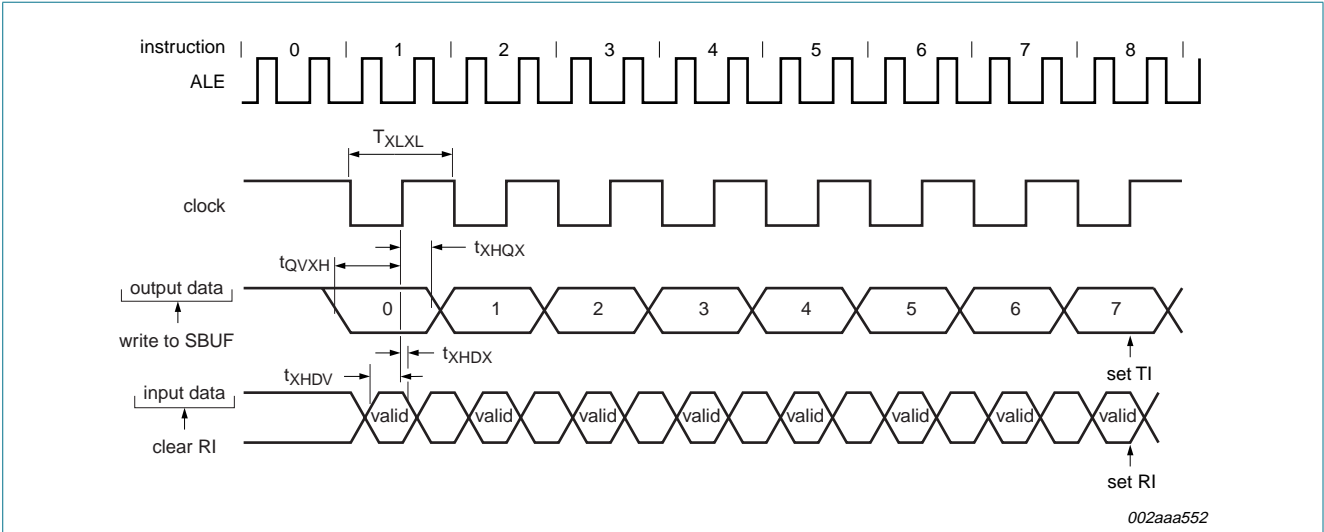 instruction | 0 | 1 | 2 | 3 | 4 | 5 | 6 | 7 | 8 |
ALE
TXLXL
clock
tXHQX
tQVXH
output data
0 1 2 3 4 5 6 7
write to SBUF
tXHDX
set TI
tXHDV
input data
valid valid valid valid valid valid valid valid
clear RI
set RI
002aaa552